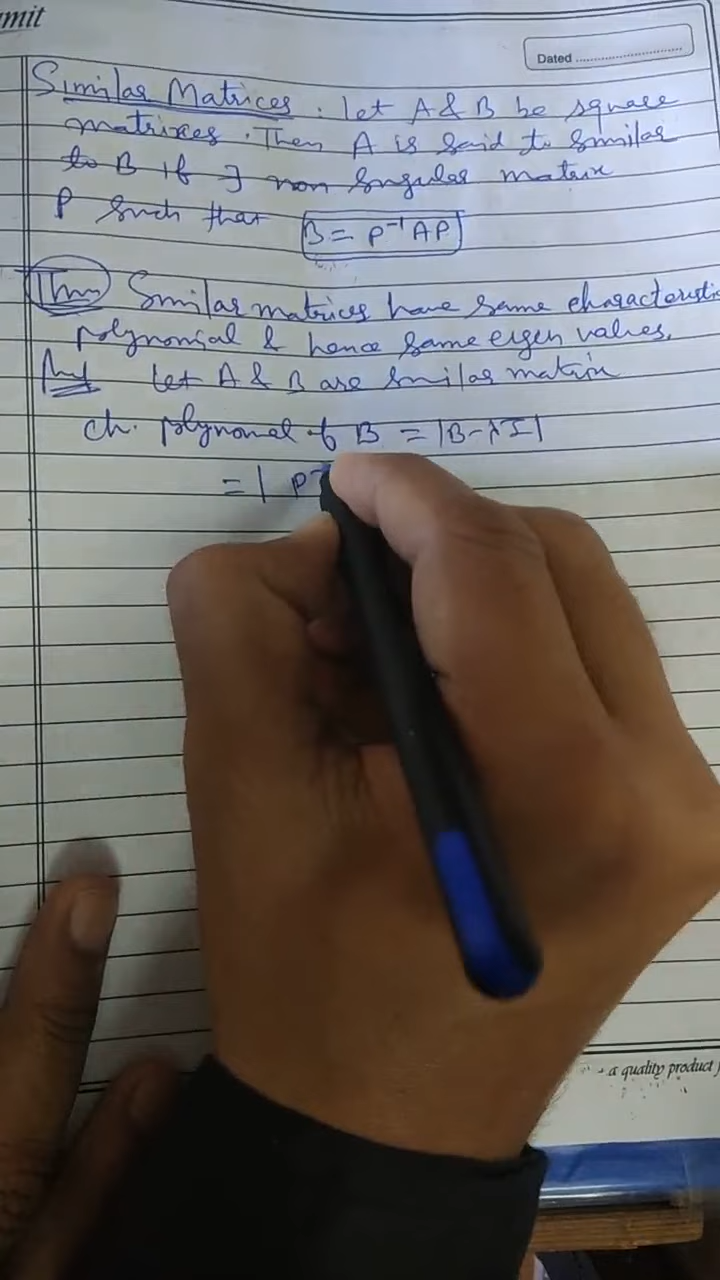 mit
Dated
Similar Matrices : let A & B be square
matrixes . Then A is said to similar
to B if ∃ non singular matrix
P such that B = P⁻¹AP
Thm Similar matrices have same characteristic
polynomial & hence same eigen values.
Prf let A & B are similar matrix
ch. polynomial of B = |B-λI|
= | P⁻
- a quality product